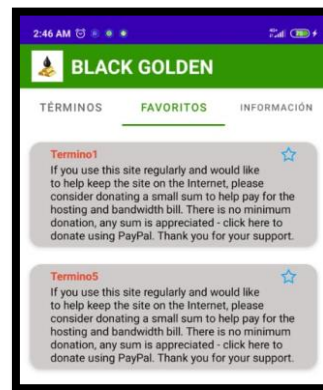 2:46 AM
BLACK GOLDEN
TÉRMINOS FAVORITOS INFORMACIÓN
Termino1
If you use this site regularly and would like
to help keep the site on the Internet, please
consider donating a small sum to help pay for the
hosting and bandwidth bill. There is no minimum
donation, any sum is appreciated - click here to
donate using PayPal. Thank you for your support.
Termino5
If you use this site regularly and would like
to help keep the site on the Internet, please
consider donating a small sum to help pay for the
hosting and bandwidth bill. There is no minimum
donation, any sum is appreciated - click here to
donate using PayPal. Thank you for your support.